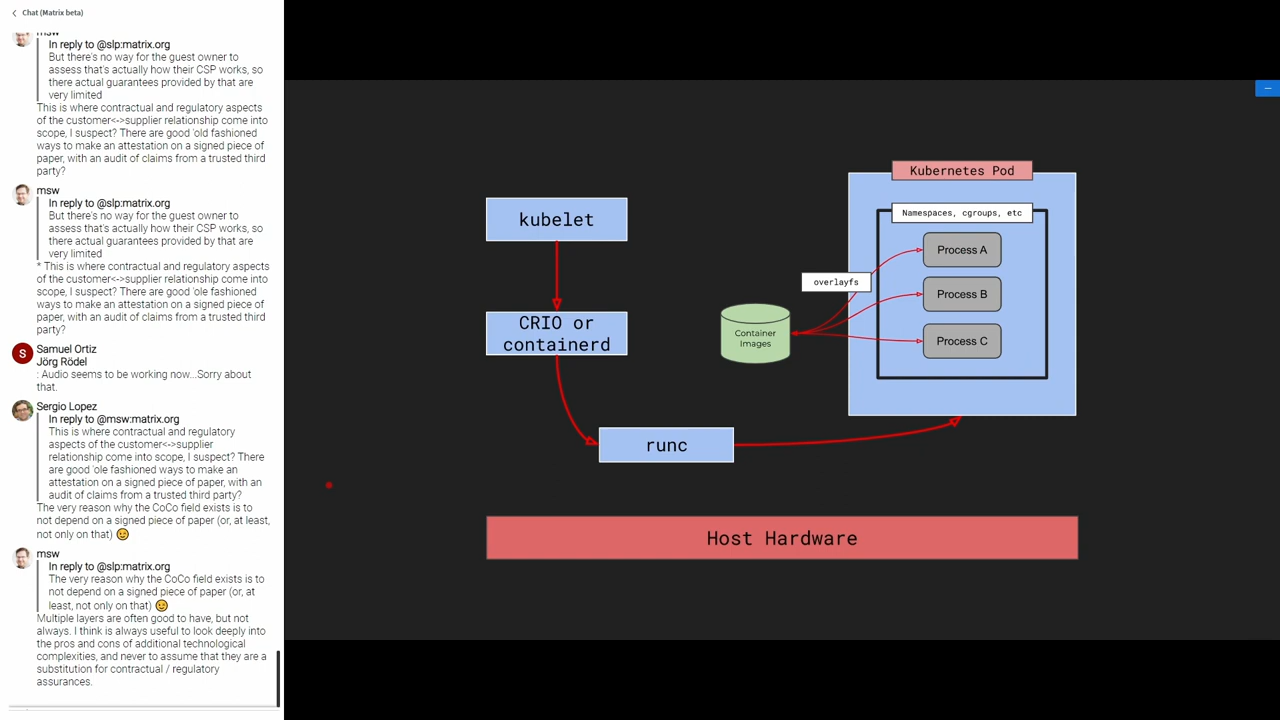 Chat (Matrix beta)
msw
In reply to @slp:matrix.org
But there's no way for the guest owner to
assess that's actually how their CSP works, so
there actual guarantees provided by that are
very limited
This is where contractual and regulatory aspects
of the customer<->supplier relationship come into
scope, I suspect? There are good 'old fashioned
ways to make an attestation on a signed piece of
paper, with an audit of claims from a trusted third
party?
msw
In reply to @slp:matrix.org
But there's no way for the guest owner to
assess that's actually how their CSP works, so
there actual guarantees provided by that are
very limited
* This is where contractual and regulatory aspects
of the customer<->supplier relationship come into
scope, I suspect? There are good 'ole fashioned
ways to make an attestation on a signed piece of
paper, with an audit of claims from a trusted third
party?
S
Samuel Ortiz
Jörg Rödel
: Audio seems to be working now...Sorry about
that.
Sergio Lopez
In reply to @msw:matrix.org
This is where contractual and regulatory
aspects of the customer<->supplier
relationship come into scope, I suspect? There
are good 'ole fashioned ways to make an
attestation on a signed piece of paper, with an
audit of claims from a trusted third party?
The very reason why the CoCo field exists is to
not depend on a signed piece of paper (or, at least,
not only on that) 😉
msw
In reply to @slp:matrix.org
The very reason why the CoCo field exists is to
not depend on a signed piece of paper (or, at
least, not only on that) 😉
Multiple layers are often good to have, but not
always. I think is always useful to look deeply into
the pros and cons of additional technological
complexities, and never to assume that they are a
substitution for contractual / regulatory
assurances.
kubelet
CRIO or
containerd
runc
Container
Images
overlayfs
Kubernetes Pod
Namespaces, cgroups, etc
Process A
Process B
Process C
Host Hardware